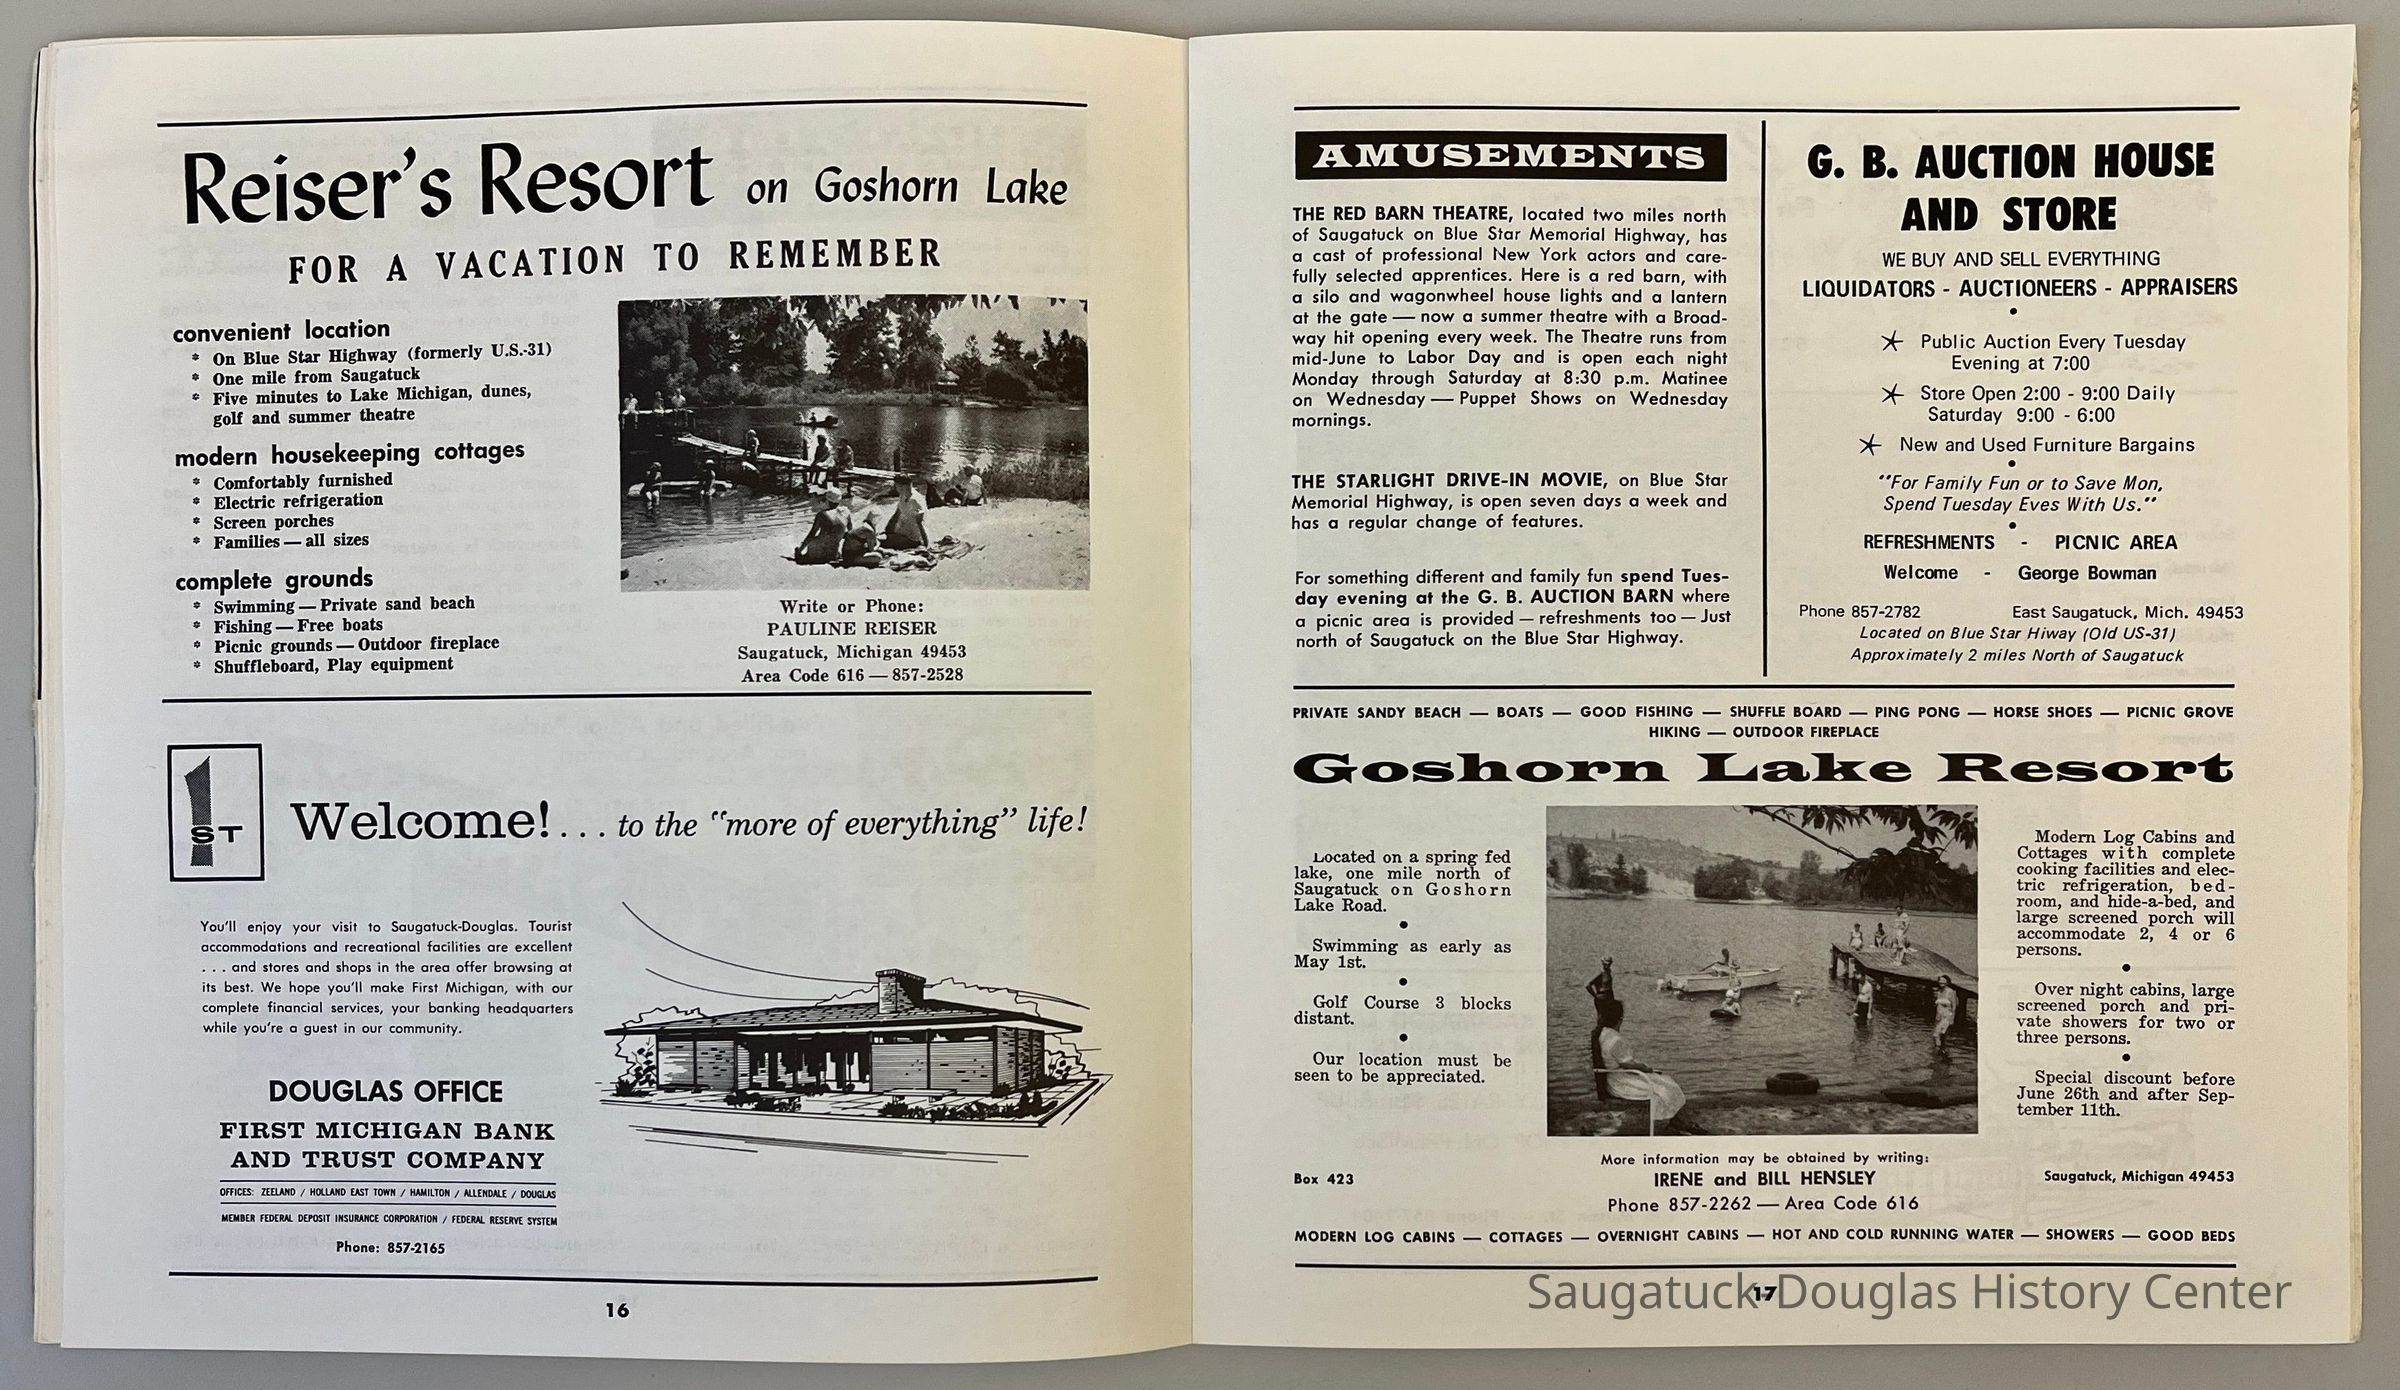 Reiser's Resort on Goshorn Lake
FOR A VACATION TO REMEMBER
convenient location
* On Blue Star Highway (formerly U.S.-31)
* One mile from Saugatuck
* Five minutes to Lake Michigan, dunes,
golf and summer theatre
modern housekeeping cottages
* Comfortably furnished
* Electric refrigeration
* Screen porches
* Families — all sizes
complete grounds
* Swimming — Private sand beach
* Fishing — Free boats
* Picnic grounds — Outdoor fireplace
* Shuffleboard, Play equipment
Write or Phone:
PAULINE REISER
Saugatuck, Michigan 49453
Area Code 616 — 857-2528
1ST
Welcome! . . . to the "more of everything" life!
You'll enjoy your visit to Saugatuck-Douglas. Tourist
accommodations and recreational facilities are excellent
. . . and stores and shops in the area offer browsing at
its best. We hope you'll make First Michigan, with our
complete financial services, your banking headquarters
while you're a guest in our community.
DOUGLAS OFFICE
FIRST MICHIGAN BANK
AND TRUST COMPANY
OFFICES: ZEELAND / HOLLAND EAST TOWN / HAMILTON / ALLENDALE / DOUGLAS
MEMBER FEDERAL DEPOSIT INSURANCE CORPORATION / FEDERAL RESERVE SYSTEM
Phone: 857-2165
16
AMUSEMENTS
THE RED BARN THEATRE, located two miles north
of Saugatuck on Blue Star Memorial Highway, has
a cast of professional New York actors and care-
fully selected apprentices. Here is a red barn, with
a silo and wagonwheel house lights and a lantern
at the gate — now a summer theatre with a Broad-
way hit opening every week. The Theatre runs from
mid-June to Labor Day and is open each night
Monday through Saturday at 8:30 p.m. Matinee
on Wednesday — Puppet Shows on Wednesday
mornings.
THE STARLIGHT DRIVE-IN MOVIE, on Blue Star
Memorial Highway, is open seven days a week and
has a regular change of features.
For something different and family fun spend Tues-
day evening at the G. B. AUCTION BARN where
a picnic area is provided — refreshments too — Just
north of Saugatuck on the Blue Star Highway.
G. B. AUCTION HOUSE
AND STORE
WE BUY AND SELL EVERYTHING
LIQUIDATORS - AUCTIONEERS - APPRAISERS
Public Auction Every Tuesday
Evening at 7:00
Store Open 2:00 - 9:00 Daily
Saturday 9:00 - 6:00
New and Used Furniture Bargains
"For Family Fun or to Save Mon,
Spend Tuesday Eves With Us."
REFRESHMENTS - PICNIC AREA
Welcome - George Bowman
Phone 857-2782 East Saugatuck, Mich. 49453
Located on Blue Star Hiway (Old US-31)
Approximately 2 miles North of Saugatuck
PRIVATE SANDY BEACH — BOATS — GOOD FISHING — SHUFFLE BOARD — PING PONG — HORSE SHOES — PICNIC GROVE
HIKING — OUTDOOR FIREPLACE
Goshorn Lake Resort
Located on a spring fed
lake, one mile north of
Saugatuck on Goshorn
Lake Road.
Swimming as early as
May 1st.
Golf Course 3 blocks
distant.
Our location must be
seen to be appreciated.
Modern Log Cabins and
Cottages with complete
cooking facilities and elec-
tric refrigeration, bed-
room, and hide-a-bed, and
large screened porch will
accommodate 2, 4 or 6
persons.
Over night cabins, large
screened porch and pri-
vate showers for two or
three persons.
Special discount before
June 26th and after Sep-
tember 11th.
More information may be obtained by writing:
Box 423 IRENE and BILL HENSLEY Saugatuck, Michigan 49453
Phone 857-2262 — Area Code 616
MODERN LOG CABINS — COTTAGES — OVERNIGHT CABINS — HOT AND COLD RUNNING WATER — SHOWERS — GOOD BEDS
17
Saugatuck-Douglas History Center